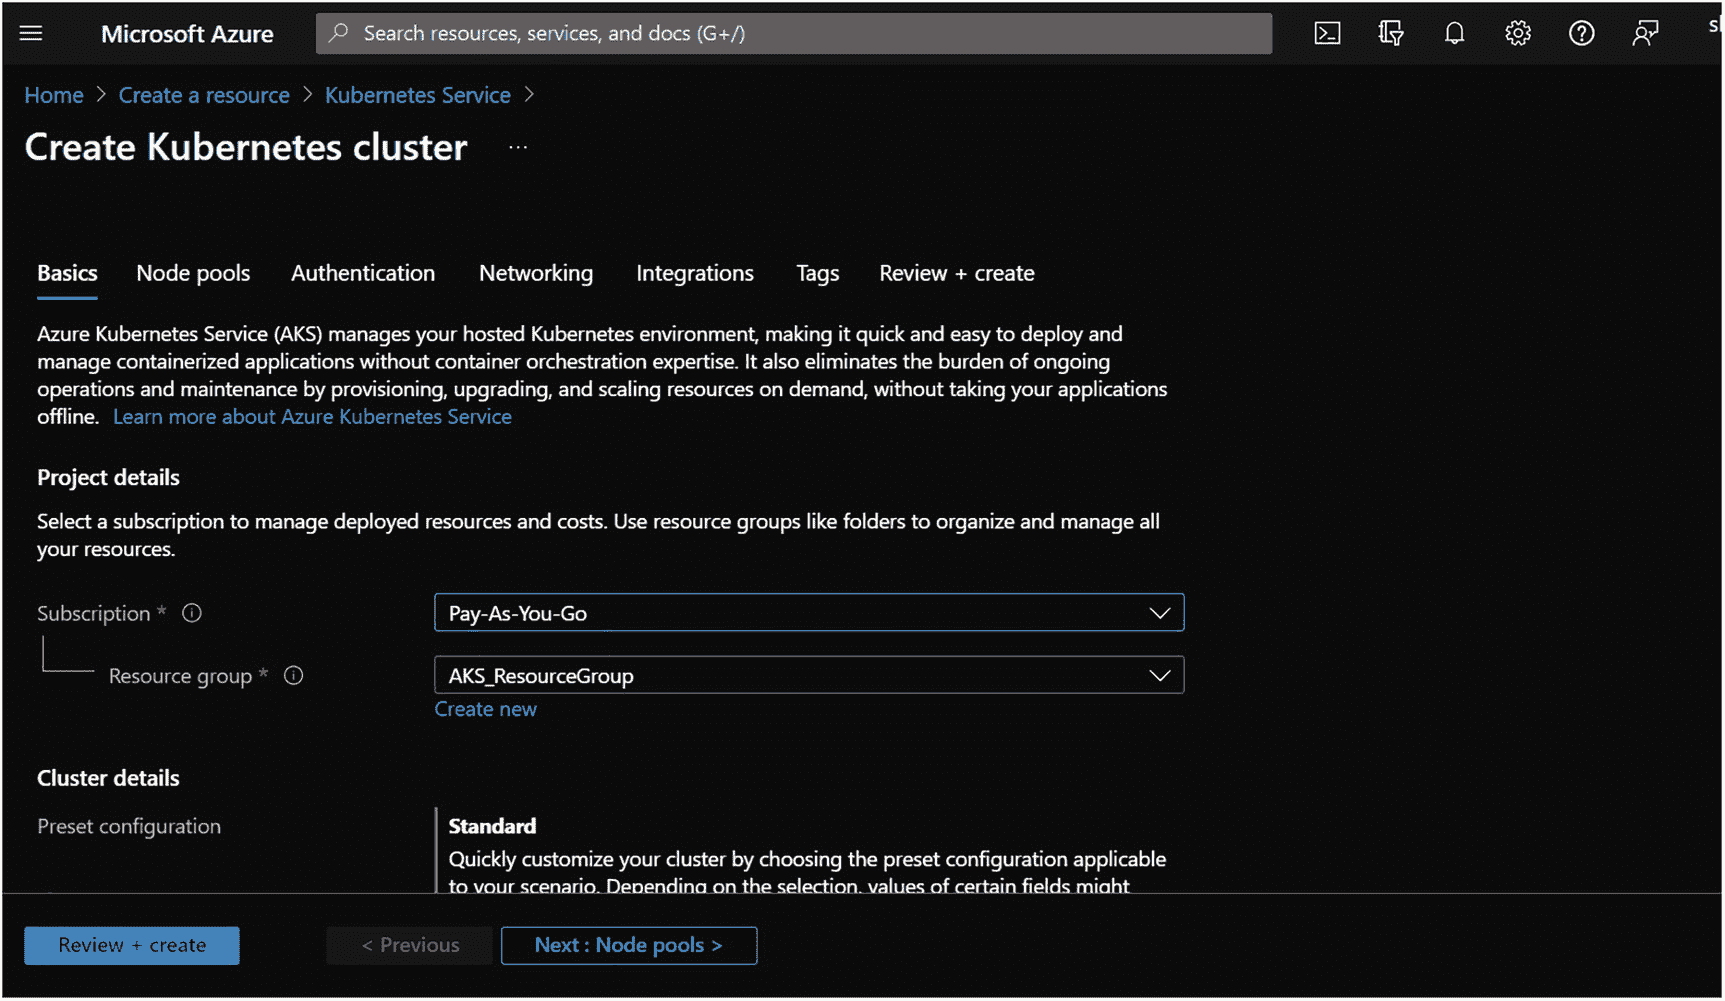 Microsoft Azure
Search resources, services, and docs (G+/)
Home > Create a resource > Kubernetes Service >
Create Kubernetes cluster ...
Basics Node pools Authentication Networking Integrations Tags Review + create
Azure Kubernetes Service (AKS) manages your hosted Kubernetes environment, making it quick and easy to deploy and
manage containerized applications without container orchestration expertise. It also eliminates the burden of ongoing
operations and maintenance by provisioning, upgrading, and scaling resources on demand, without taking your applications
offline. Learn more about Azure Kubernetes Service
Project details
Select a subscription to manage deployed resources and costs. Use resource groups like folders to organize and manage all
your resources.
Subscription *
Pay-As-You-Go
Resource group *
AKS_ResourceGroup
Create new
Cluster details
Preset configuration
Standard
Quickly customize your cluster by choosing the preset configuration applicable
to your scenario. Depending on the selection, values of certain fields might
Review + create
< Previous
Next : Node pools >